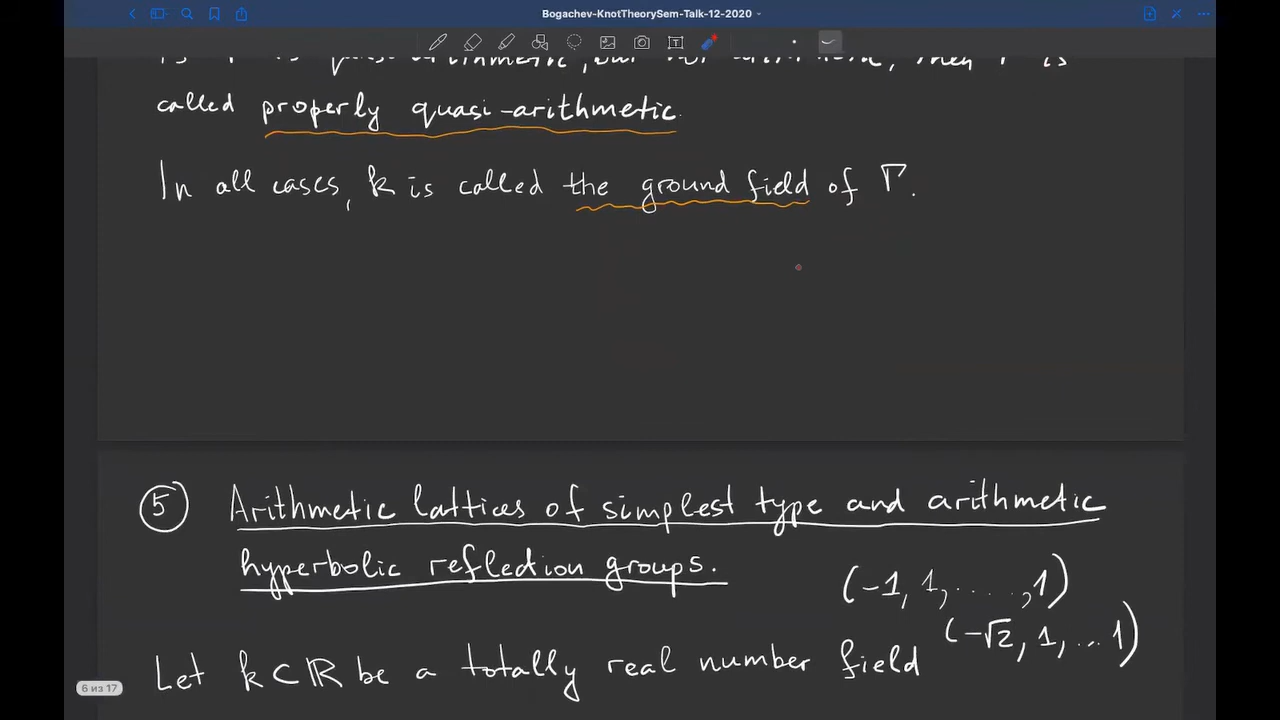 Bogachev-KnotTheorySem-Talk-12-2020
called properly quasi-arithmetic.
In all cases, k is called the ground field of Γ.
5 Arithmetic lattices of simplest type and arithmetic
hyperbolic reflection groups.
(-1, 1, ....., 1)
(-√2, 1, ... 1)
Let k ⊂ ℝ be a totally real number field
6 из 17